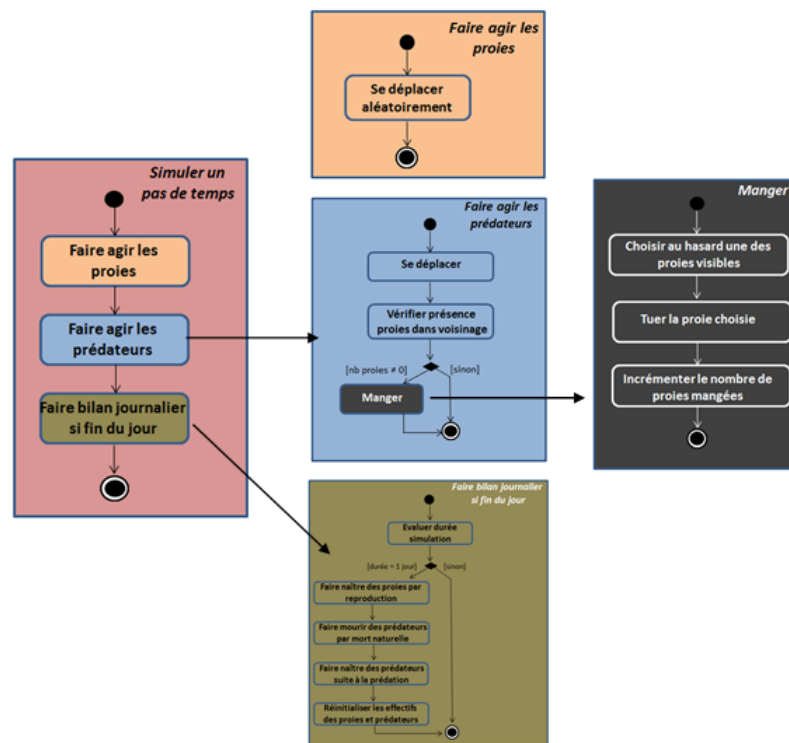 Faire agir les
proies
Se déplacer
aléatoirement
Simuler un
pas de temps
Faire agir les
proies
Faire agir les
prédateurs
Faire bilan journalier
si fin du jour
Faire agir les
prédateurs
Se déplacer
Vérifier présence
proies dans voisinage
[nb proies ≠ 0]
[sinon]
Manger
Manger
Choisir au hasard une des
proies visibles
Tuer la proie choisie
Incrémenter le nombre de
proies mangées
Faire bilan journalier
si fin du jour
Evaluer durée
simulation
[durée = 1 jour]
[sinon]
Faire naître des proies par
reproduction
Faire mourir des prédateurs
par mort naturelle
Faire naître des prédateurs
suite à la prédation
Réinitialiser les effectifs
des proies et prédateurs